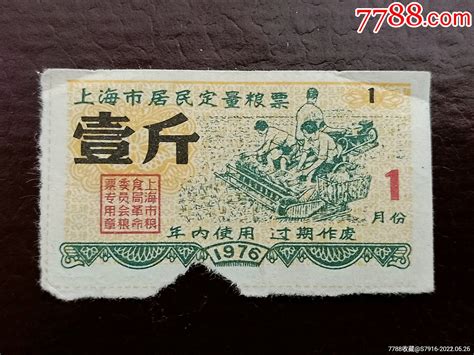 7788.com
上海市居民定量粮票
1
壹斤
1
月份
上海市粮
食局革命
委员会粮
票专用章
年内使用 过期作废
1976
7788收藏@S7916-2022.06.26